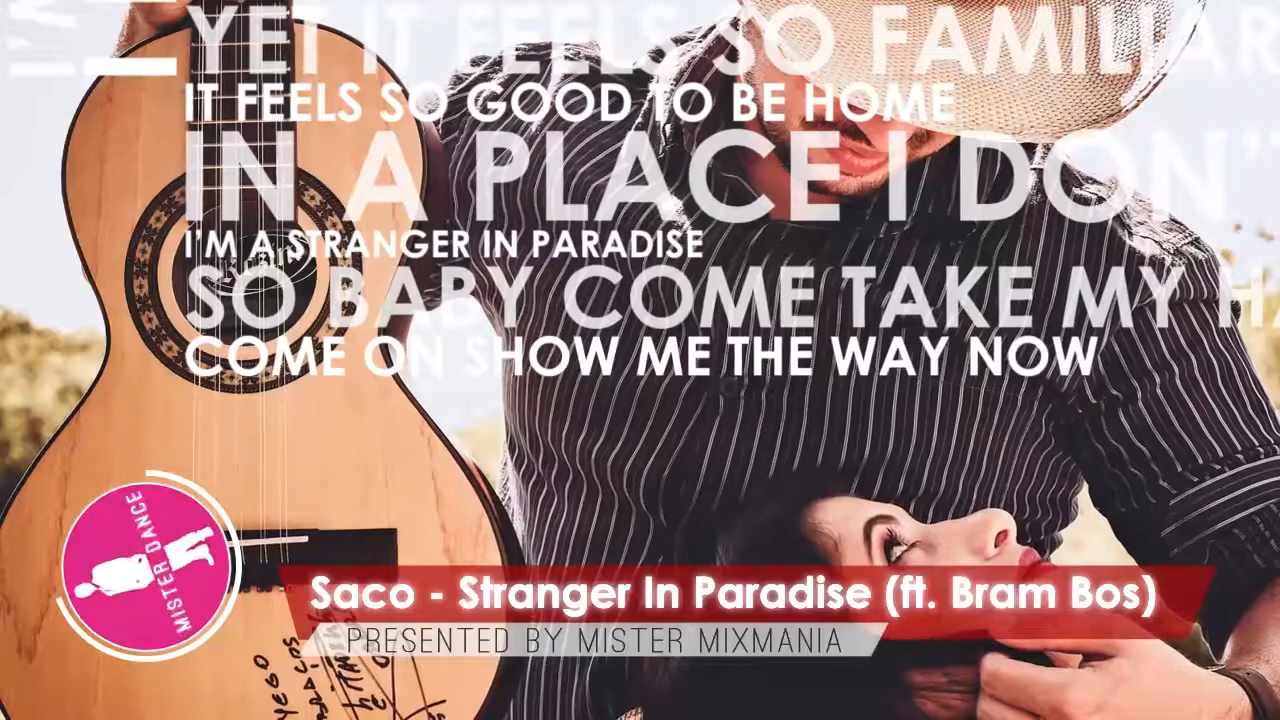 YET IT FEELS SO FAMILIAR
IT FEELS SO GOOD TO BE HOME
IN A PLACE I DON'T
I'M A STRANGER IN PARADISE
SO BABY COME TAKE MY HA
COME ON SHOW ME THE WAY NOW
MISTER DANCE
Saco - Stranger In Paradise (ft. Bram Bos)
PRESENTED BY MISTER MIXMANIA